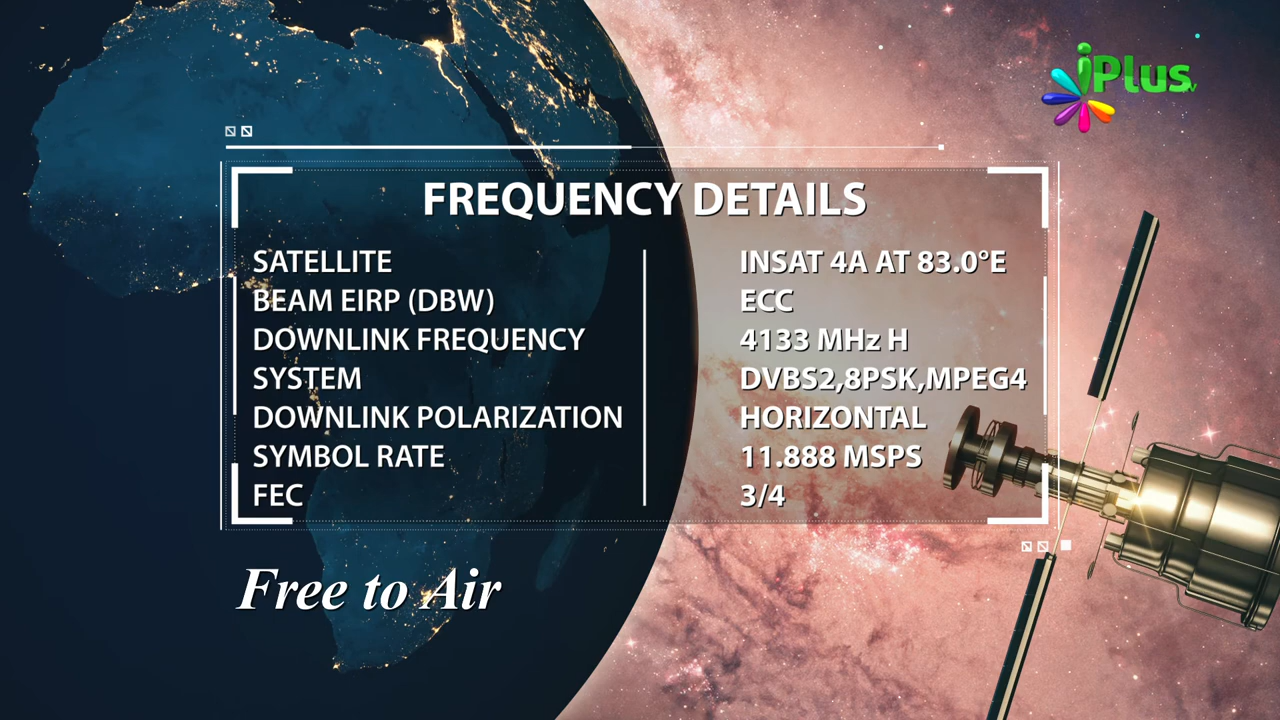 iPlus TV
FREQUENCY DETAILS
SATELLITE INSAT 4A AT 83.0°E
BEAM EIRP (DBW) ECC
DOWNLINK FREQUENCY 4133 MHz H
SYSTEM DVBS2,8PSK,MPEG4
DOWNLINK POLARIZATION HORIZONTAL
SYMBOL RATE 11.888 MSPS
FEC 3/4
Free to Air